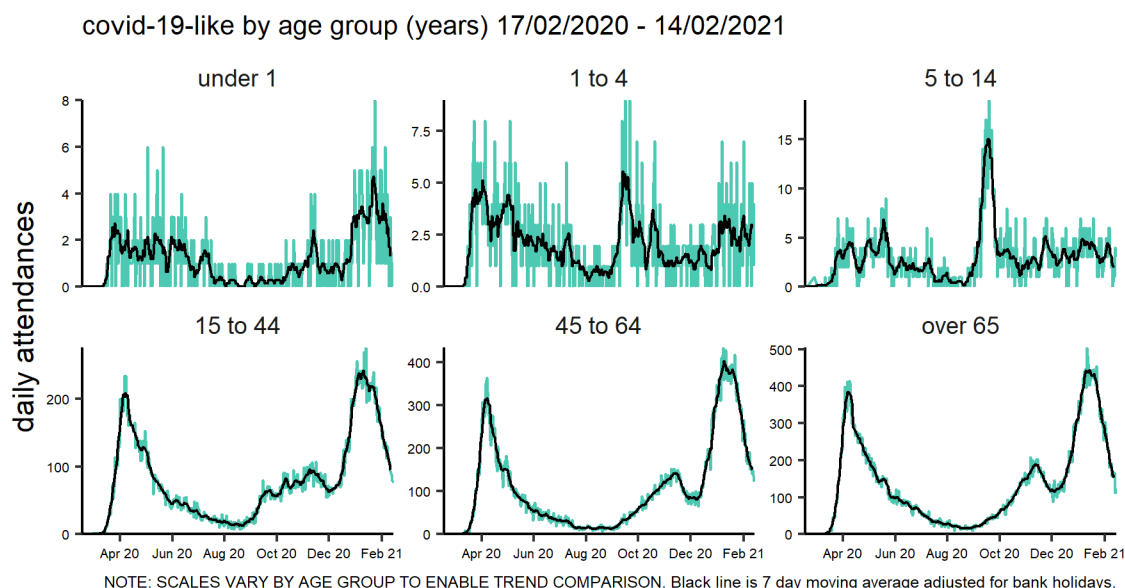 covid-19-like by age group (years) 17/02/2020 - 14/02/2021
under 1
1 to 4
5 to 14
8
6
4
2
0
7.5
5.0
2.5
0.0
15
10
5
0
daily attendances
15 to 44
45 to 64
over 65
200
100
0
400
300
200
100
0
500
400
300
200
100
0
Apr 20 Jun 20 Aug 20 Oct 20 Dec 20 Feb 21
Apr 20 Jun 20 Aug 20 Oct 20 Dec 20 Feb 21
Apr 20 Jun 20 Aug 20 Oct 20 Dec 20 Feb 21
NOTE: SCALES VARY BY AGE GROUP TO ENABLE TREND COMPARISON. Black line is 7 day moving average adjusted for bank holidays.